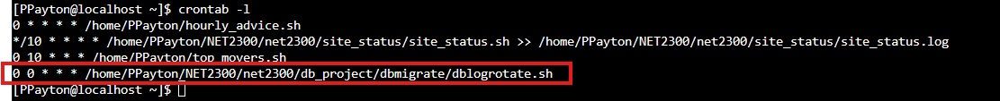 [PPayton@localhost ~]$ crontab -l
0 * * * * /home/PPayton/hourly_advice.sh
*/10 * * * * /home/PPayton/NET2300/net2300/site_status/site_status.sh >> /home/PPayton/NET2300/net2300/site_status/site_status.log
0 10 * * * /home/PPayton/top_movers.sh
0 0 * * * /home/PPayton/NET2300/net2300/db_project/dbmigrate/dblogrotate.sh
[PPayton@localhost ~]$